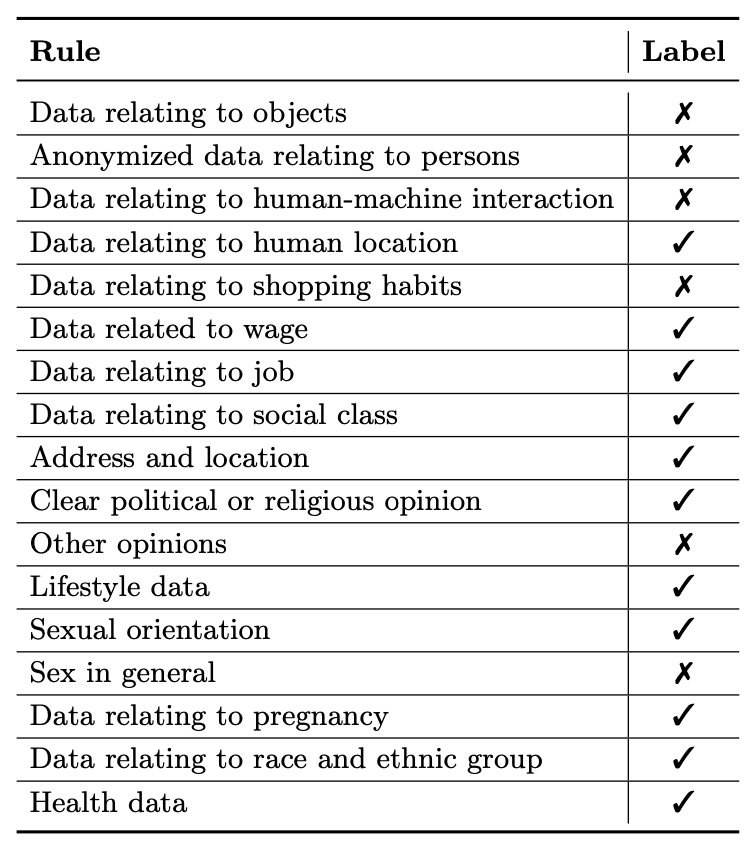 Rule Label
Data relating to objects ✗
Anonymized data relating to persons ✗
Data relating to human-machine interaction ✗
Data relating to human location ✓
Data relating to shopping habits ✗
Data related to wage ✓
Data relating to job ✓
Data relating to social class ✓
Address and location ✓
Clear political or religious opinion ✓
Other opinions ✗
Lifestyle data ✓
Sexual orientation ✓
Sex in general ✗
Data relating to pregnancy ✓
Data relating to race and ethnic group ✓
Health data ✓